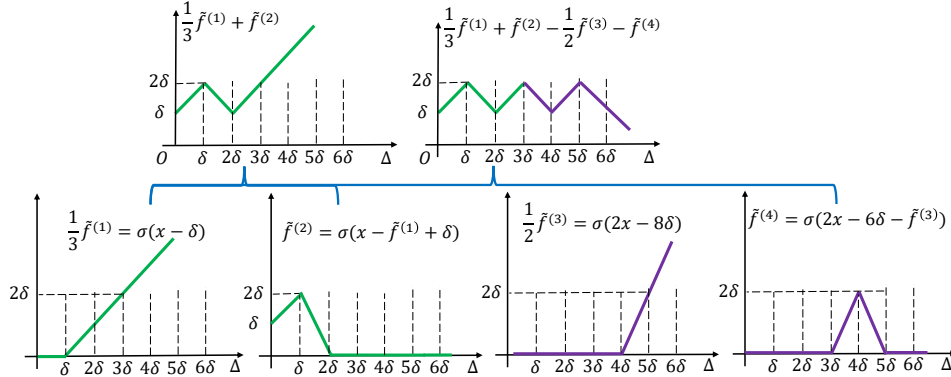 1/3 f̃⁽¹⁾ + f̃⁽²⁾
2δ
δ
O δ 2δ 3δ 4δ 5δ 6δ Δ
1/3 f̃⁽¹⁾ + f̃⁽²⁾ − 1/2 f̃⁽³⁾ − f̃⁽⁴⁾
2δ
δ
O δ 2δ 3δ 4δ 5δ 6δ Δ
1/3 f̃⁽¹⁾ = σ(x − δ)
2δ
δ 2δ 3δ 4δ 5δ 6δ Δ
f̃⁽²⁾ = σ(x − f̃⁽¹⁾ + δ)
2δ
δ
δ 2δ 3δ 4δ 5δ 6δ Δ
1/2 f̃⁽³⁾ = σ(2x − 8δ)
2δ
δ 2δ 3δ 4δ 5δ 6δ Δ
f̃⁽⁴⁾ = σ(2x − 6δ − f̃⁽³⁾)
2δ
δ 2δ 3δ 4δ 5δ 6δ Δ